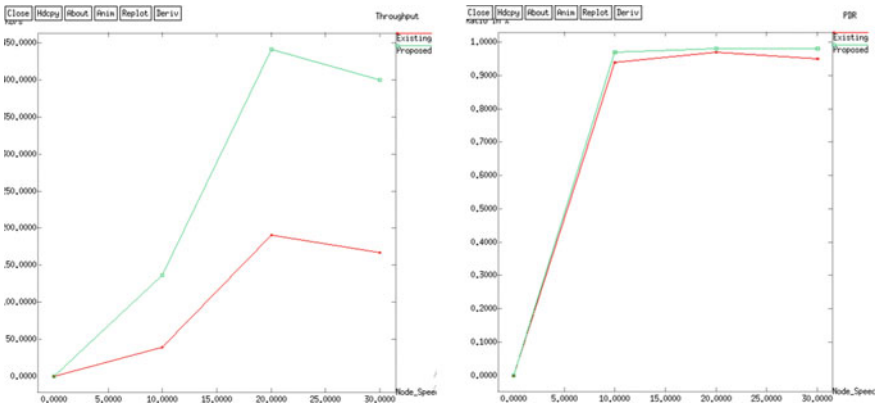 Close Hdcpy About Anim Replot Deriv
Throughput
Existing
Proposed
50.0000
0.0000
0.0000 5.0000 10.0000 15.0000 20.0000 25.0000 30.0000
Close Hdcpy About Anim Replot Deriv
PDR
Ratio in %
Existing
Proposed
1.0000
0.9000
0.8000
0.7000
0.6000
0.5000
0.4000
0.3000
0.2000
0.1000
0.0000
0.0000 5.0000 10.0000 15.0000 20.0000 25.0000 30.0000